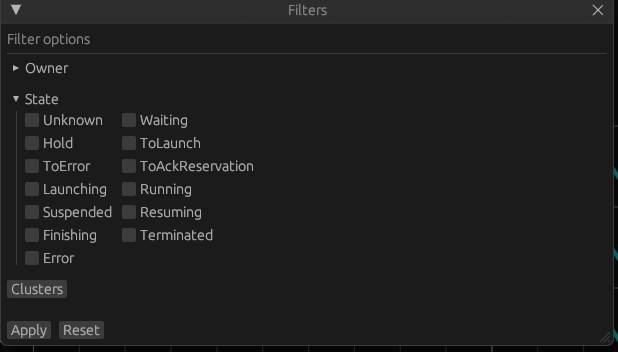 Filters
Filter options
Owner
State
Unknown Waiting
Hold ToLaunch
ToError ToAckReservation
Launching Running
Suspended Resuming
Finishing Terminated
Error
Clusters
Apply Reset